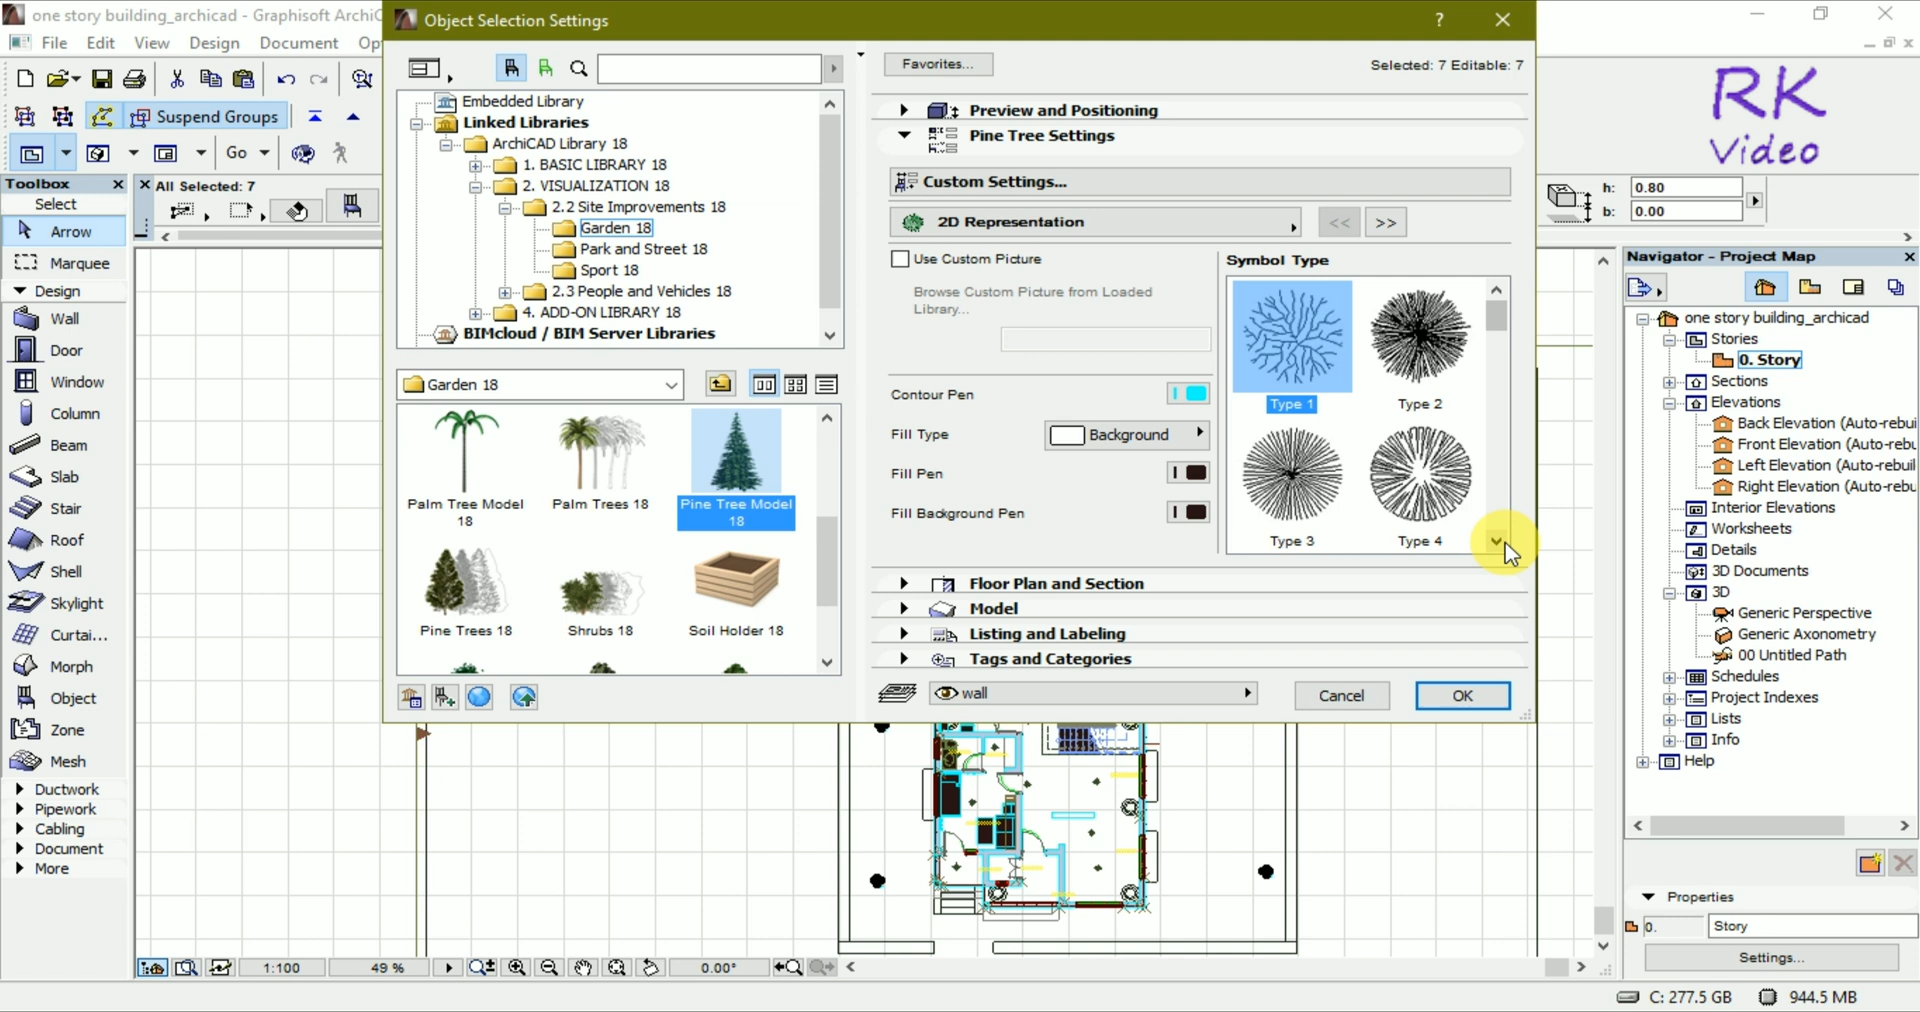 one story building_archicad - Graphisoft ArchiC
Object Selection Settings
?
File Edit View Design Document Op
RK
Video
Suspend Groups
Go
Toolbox
Select
Arrow
Marquee
Design
Wall
Door
Window
Column
Beam
Slab
Stair
Roof
Shell
Skylight
Curtai...
Morph
Object
Zone
Mesh
Ductwork
Pipework
Cabling
Document
More
All Selected: 7
Embedded Library
Linked Libraries
ArchiCAD Library 18
1. BASIC LIBRARY 18
2. VISUALIZATION 18
2.2 Site Improvements 18
Garden 18
Park and Street 18
Sport 18
2.3 People and Vehicles 18
4. ADD-ON LIBRARY 18
BIMcloud / BIM Server Libraries
Garden 18
Palm Tree Model 18
Palm Trees 18
Pine Tree Model 18
Pine Trees 18
Shrubs 18
Soil Holder 18
Favorites...
Selected: 7 Editable: 7
Preview and Positioning
Pine Tree Settings
Custom Settings...
2D Representation
<< >>
Use Custom Picture
Browse Custom Picture from Loaded
Library...
Contour Pen
Fill Type
Background
Fill Pen
Fill Background Pen
Symbol Type
Type 1
Type 2
Type 3
Type 4
Floor Plan and Section
Model
Listing and Labeling
Tags and Categories
wall
Cancel
OK
h: 0.80
b: 0.00
Navigator - Project Map
one story building_archicad
Stories
0. Story
Sections
Elevations
Back Elevation (Auto-rebui
Front Elevation (Auto-rebu
Left Elevation (Auto-rebuil
Right Elevation (Auto-rebu
Interior Elevations
Worksheets
Details
3D Documents
3D
Generic Perspective
Generic Axonometry
00 Untitled Path
Schedules
Project Indexes
Lists
Info
Help
Properties
0.
Story
Settings...
1:100
49 %
0.00°
C: 277.5 GB
944.5 MB